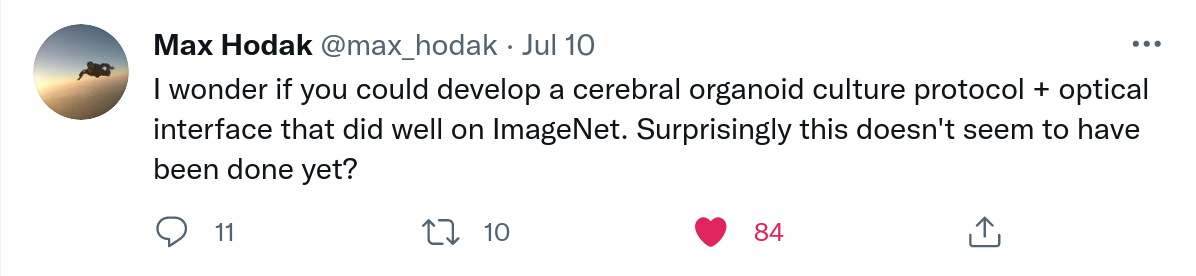 Max Hodak @max_hodak · Jul 10
I wonder if you could develop a cerebral organoid culture protocol + optical
interface that did well on ImageNet. Surprisingly this doesn't seem to have
been done yet?
11 10 84